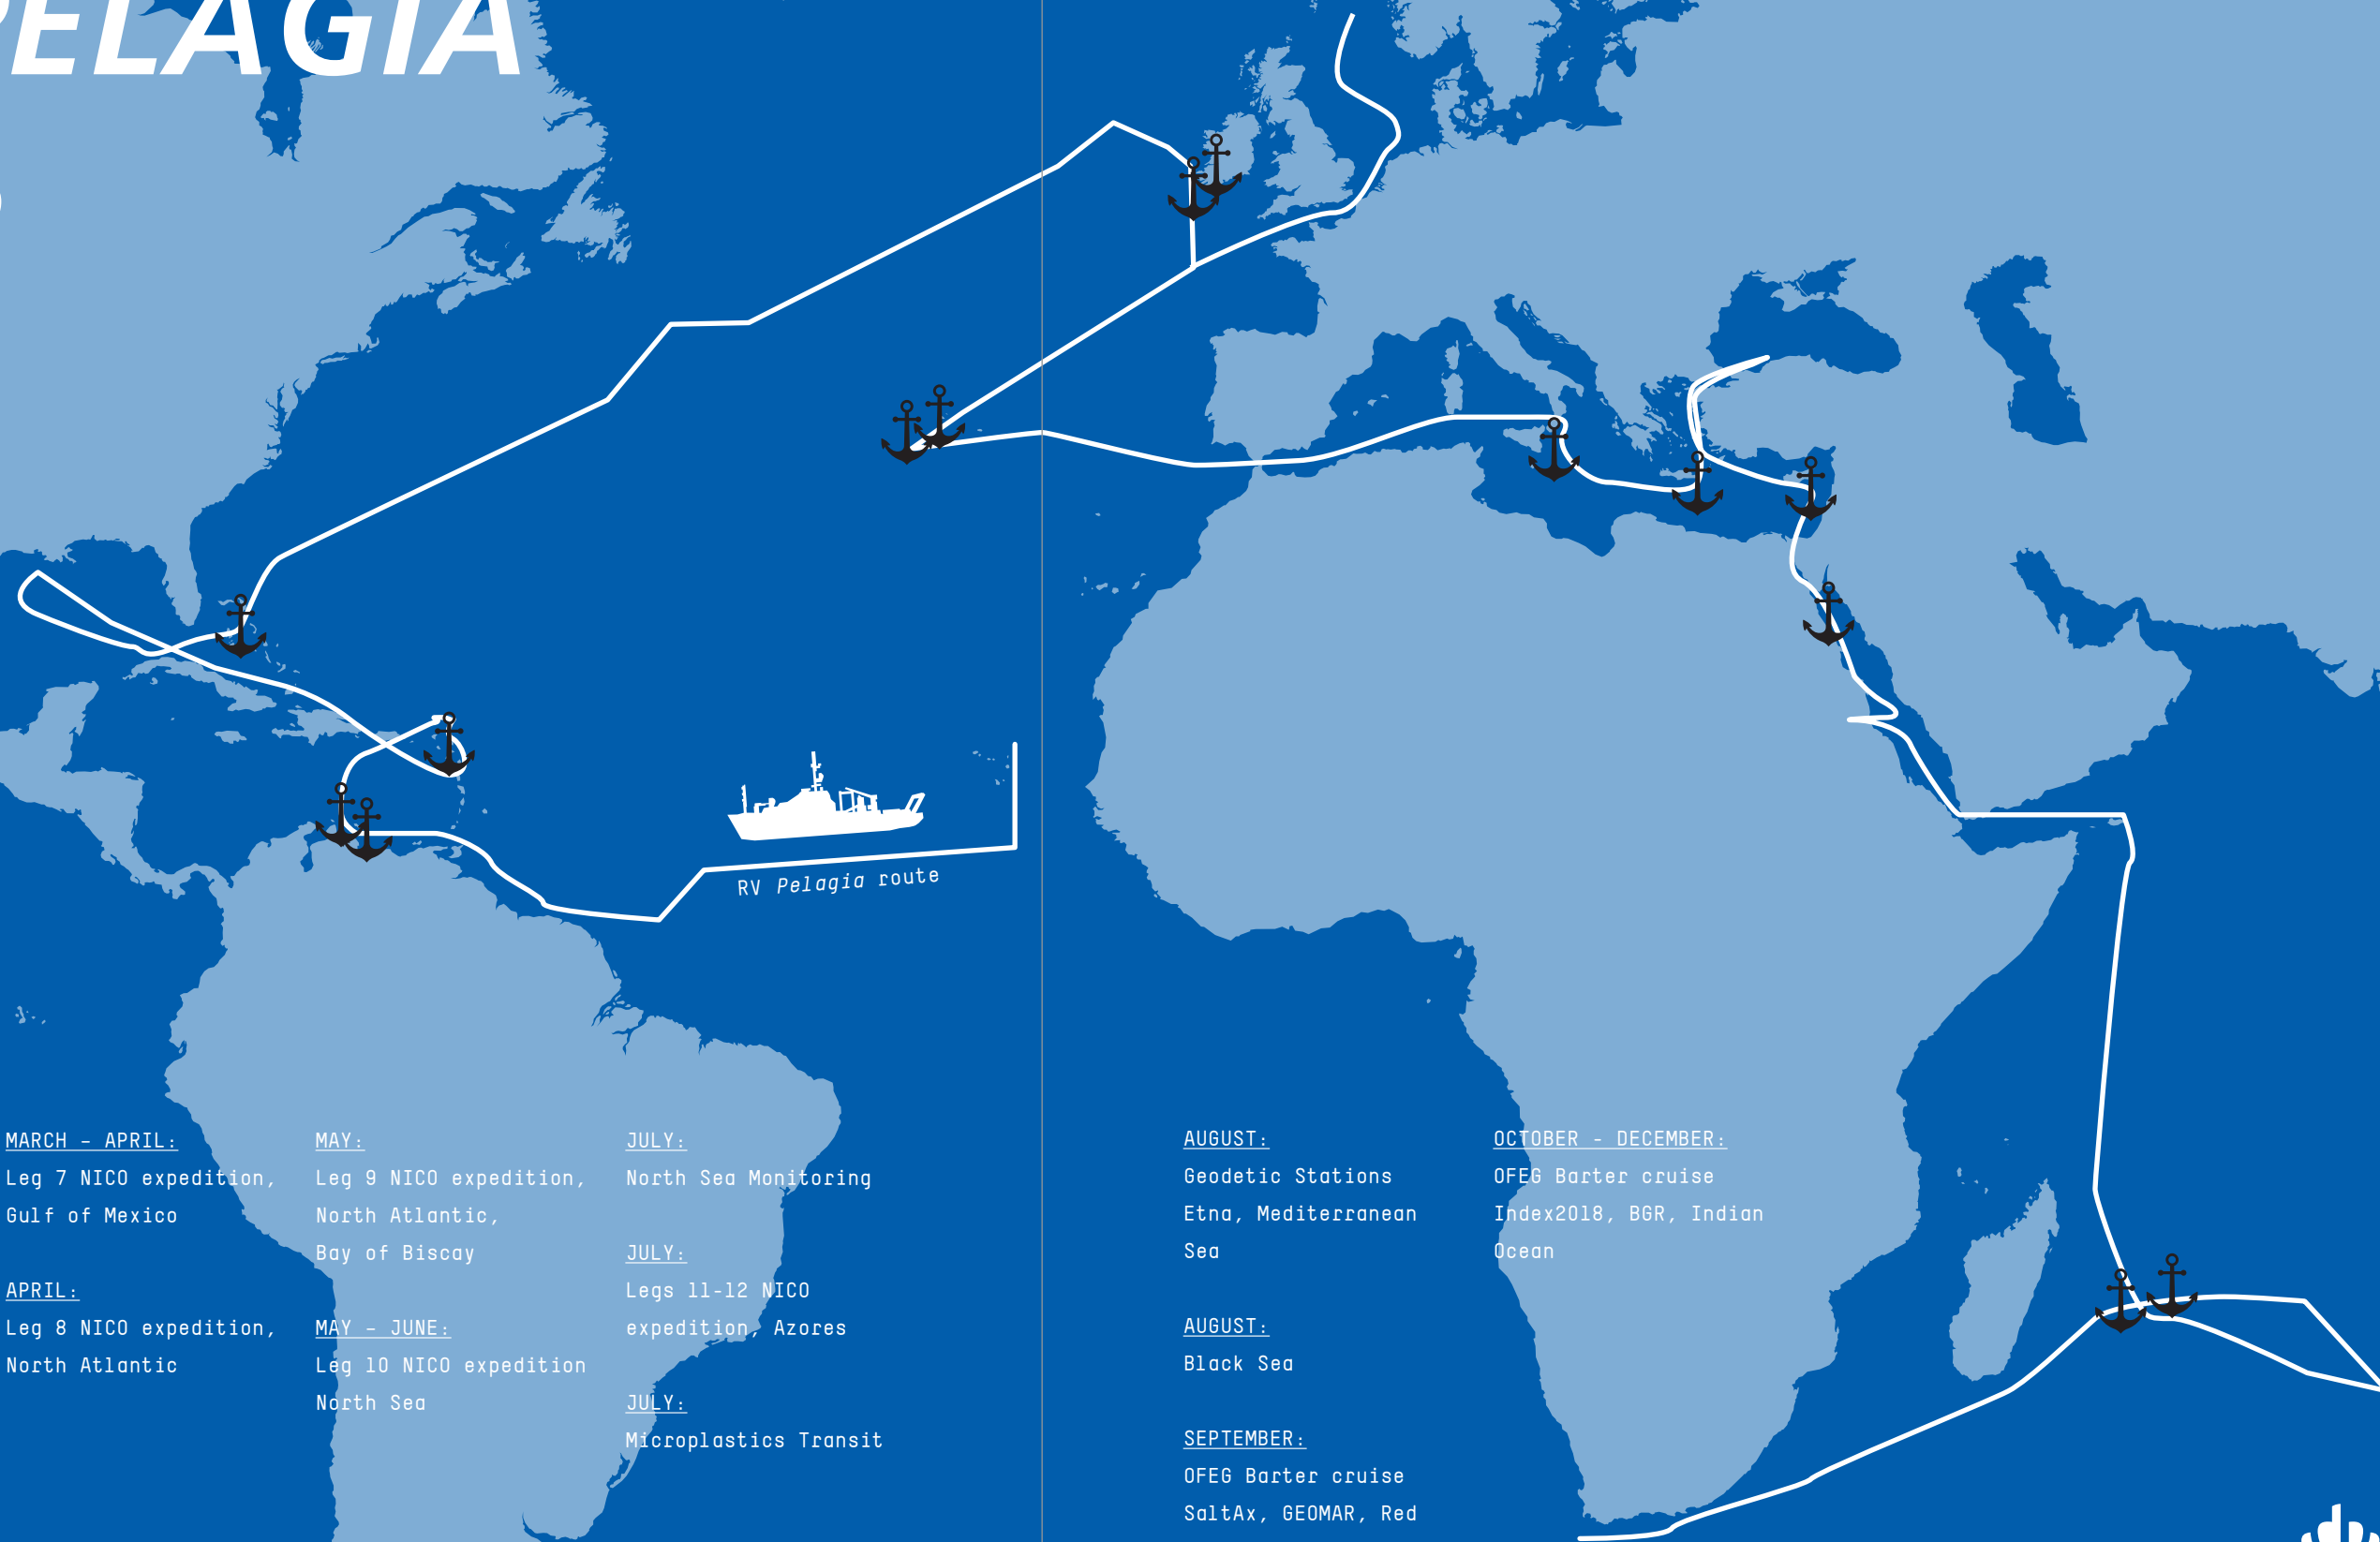 PELAGIA
RV Pelagia route
MARCH – APRIL:
Leg 7 NICO expedition,
Gulf of Mexico
APRIL:
Leg 8 NICO expedition,
North Atlantic
MAY:
Leg 9 NICO expedition,
North Atlantic,
Bay of Biscay
MAY – JUNE:
Leg 10 NICO expedition
North Sea
JULY:
North Sea Monitoring
JULY:
Legs 11-12 NICO
expedition, Azores
JULY:
Microplastics Transit
AUGUST:
Geodetic Stations
Etna, Mediterranean
Sea
AUGUST:
Black Sea
SEPTEMBER:
OFEG Barter cruise
SaltAx, GEOMAR, Red
OCTOBER - DECEMBER:
OFEG Barter cruise
Index2018, BGR, Indian
Ocean